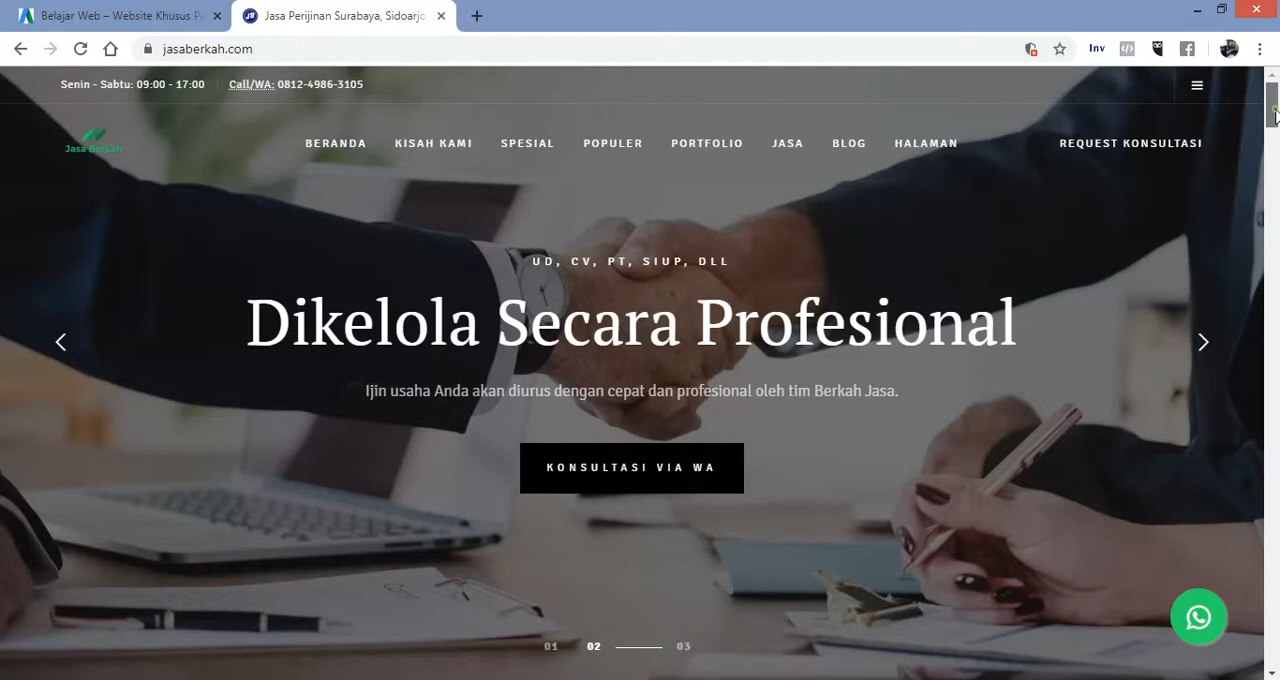 Belajar Web – Website Khusus Pe
Jasa Perijinan Surabaya, Sidoarjo
jasaberkah.com
Inv
Senin - Sabtu: 09:00 - 17:00
Call/WA: 0812-4986-3105
Jasa Berkah
BERANDA
KISAH KAMI
SPESIAL
POPULER
PORTFOLIO
JASA
BLOG
HALAMAN
REQUEST KONSULTASI
UD, CV, PT, SIUP, DLL
Dikelola Secara Profesional
Ijin usaha Anda akan diurus dengan cepat dan profesional oleh tim Berkah Jasa.
KONSULTASI VIA WA
01
02
03